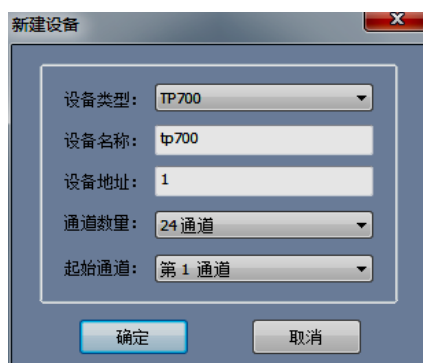 新建设备
设备类型: TP700
设备名称: tp700
设备地址: 1
通道数量: 24通道
起始通道: 第 1 通道
确定 取消